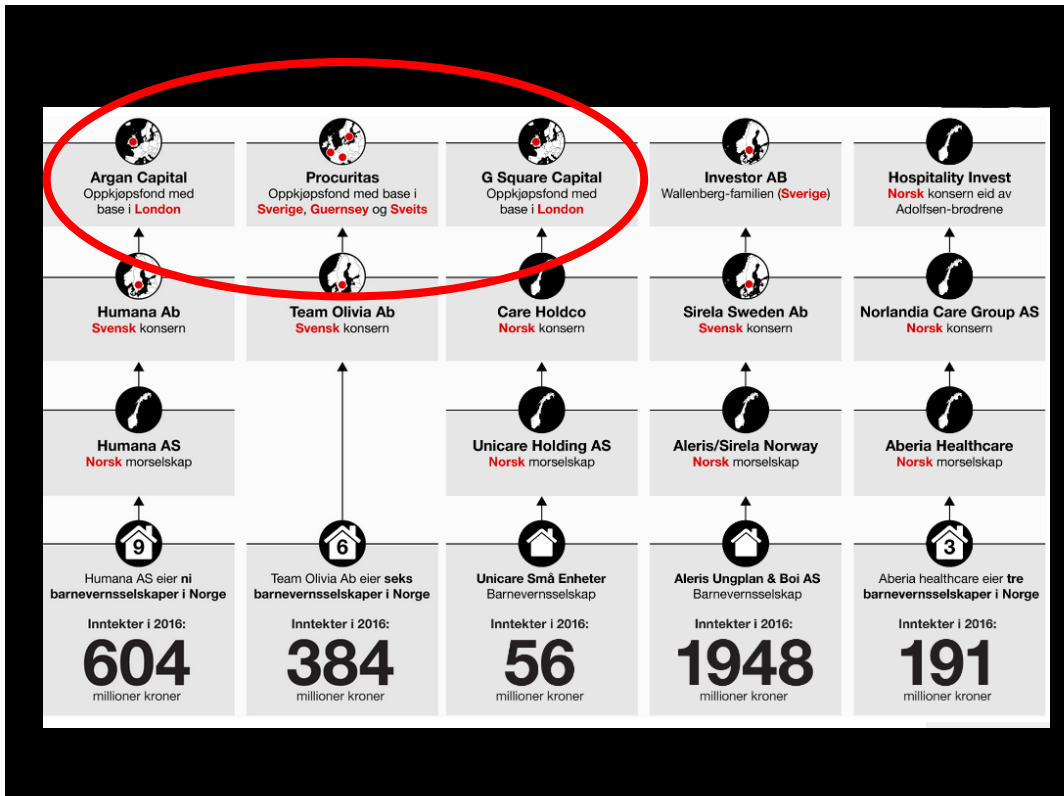 Argan Capital
Oppkjøpsfond med
base i London
Procuritas
Oppkjøpsfond med base i
Sverige, Guernsey og Sveits
G Square Capital
Oppkjøpsfond med
base i London
Investor AB
Wallenberg-familien (Sverige)
Hospitality Invest
Norsk konsern eid av
Adolfsen-brødrene
Humana Ab
Svensk konsern
Team Olivia Ab
Svensk konsern
Care Holdco
Norsk konsern
Sirela Sweden Ab
Svensk konsern
Norlandia Care Group AS
Norsk konsern
Humana AS
Norsk morselskap
Unicare Holding AS
Norsk morselskap
Aleris/Sirela Norway
Norsk morselskap
Aberia Healthcare
Norsk morselskap
9
Humana AS eier ni
barnevernsselskaper i Norge
Inntekter i 2016:
604
millioner kroner
6
Team Olivia Ab eier seks
barnevernsselskaper i Norge
Inntekter i 2016:
384
millioner kroner
Unicare Små Enheter
Barnevernsselskap
Inntekter i 2016:
56
millioner kroner
Aleris Ungplan & Boi AS
Barnevernsselskap
Inntekter i 2016:
1948
millioner kroner
3
Aberia healthcare eier tre
barnevernsselskaper i Norge
Inntekter i 2016:
191
millioner kroner